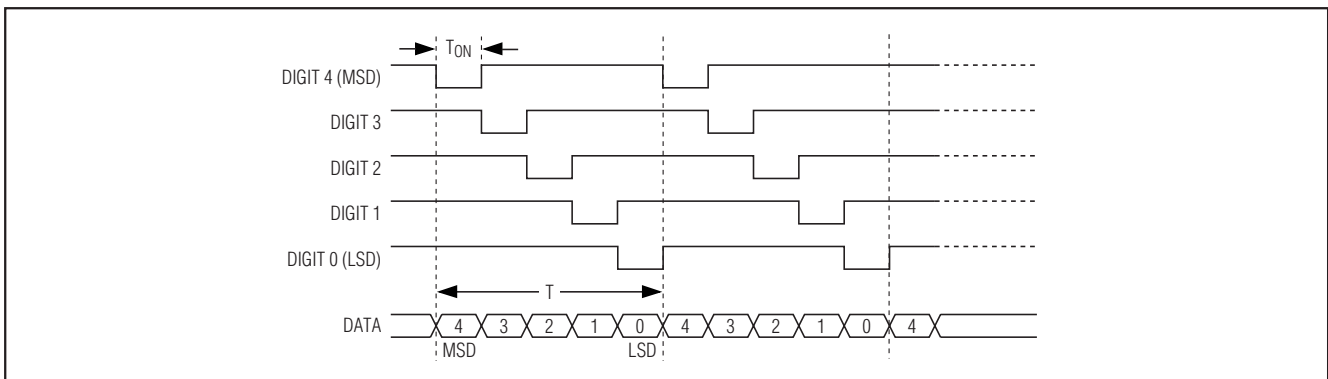 TON
DIGIT 4 (MSD)
DIGIT 3
DIGIT 2
DIGIT 1
DIGIT 0 (LSD)
T
DATA 4 3 2 1 0 4 3 2 1 0 4
MSD LSD